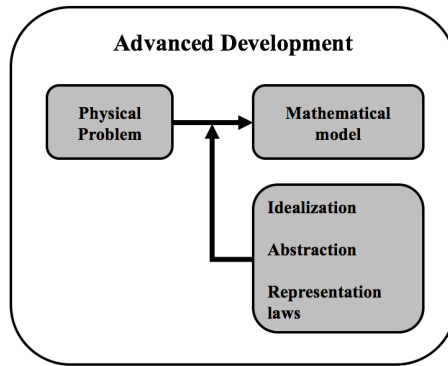 Advanced Development
Physical
Problem
Mathematical
model
Idealization
Abstraction
Representation
laws